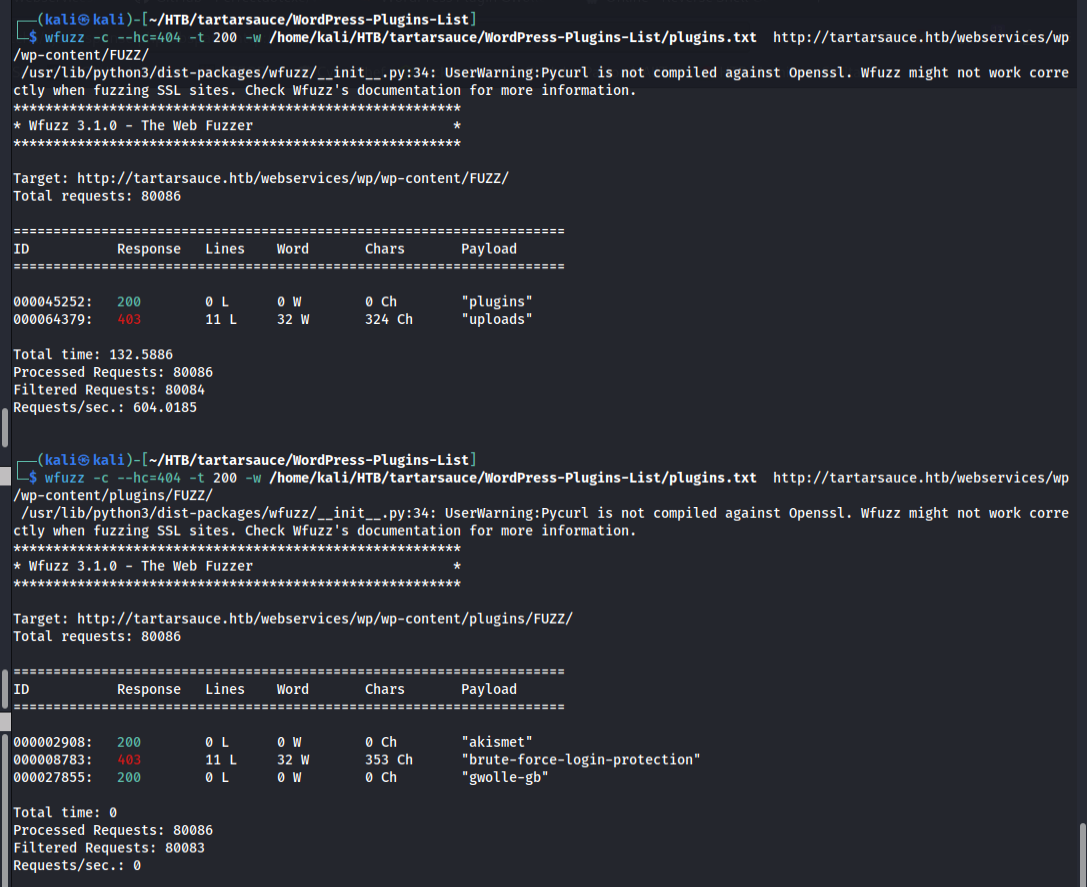 ┌──(kali㉿kali)-[~/HTB/tartarsauce/WordPress-Plugins-List]
└─$ wfuzz -c --hc=404 -t 200 -w /home/kali/HTB/tartarsauce/WordPress-Plugins-List/plugins.txt  http://tartarsauce.htb/webservices/wp
/wp-content/FUZZ/
 /usr/lib/python3/dist-packages/wfuzz/__init__.py:34: UserWarning:Pycurl is not compiled against Openssl. Wfuzz might not work corre
ctly when fuzzing SSL sites. Check Wfuzz's documentation for more information.
********************************************************
* Wfuzz 3.1.0 - The Web Fuzzer                         *
********************************************************

Target: http://tartarsauce.htb/webservices/wp/wp-content/FUZZ/
Total requests: 80086

=====================================================================
ID           Response   Lines    Word       Chars       Payload
=====================================================================

000045252:   200        0 L      0 W        0 Ch        "plugins"
000064379:   403        11 L     32 W       324 Ch      "uploads"

Total time: 132.5886
Processed Requests: 80086
Filtered Requests: 80084
Requests/sec.: 604.0185

┌──(kali㉿kali)-[~/HTB/tartarsauce/WordPress-Plugins-List]
└─$ wfuzz -c --hc=404 -t 200 -w /home/kali/HTB/tartarsauce/WordPress-Plugins-List/plugins.txt  http://tartarsauce.htb/webservices/wp
/wp-content/plugins/FUZZ/
 /usr/lib/python3/dist-packages/wfuzz/__init__.py:34: UserWarning:Pycurl is not compiled against Openssl. Wfuzz might not work corre
ctly when fuzzing SSL sites. Check Wfuzz's documentation for more information.
********************************************************
* Wfuzz 3.1.0 - The Web Fuzzer                         *
********************************************************

Target: http://tartarsauce.htb/webservices/wp/wp-content/plugins/FUZZ/
Total requests: 80086

=====================================================================
ID           Response   Lines    Word       Chars       Payload
=====================================================================

000002908:   200        0 L      0 W        0 Ch        "akismet"
000008783:   403        11 L     32 W       353 Ch      "brute-force-login-protection"
000027855:   200        0 L      0 W        0 Ch        "gwolle-gb"

Total time: 0
Processed Requests: 80086
Filtered Requests: 80083
Requests/sec.: 0